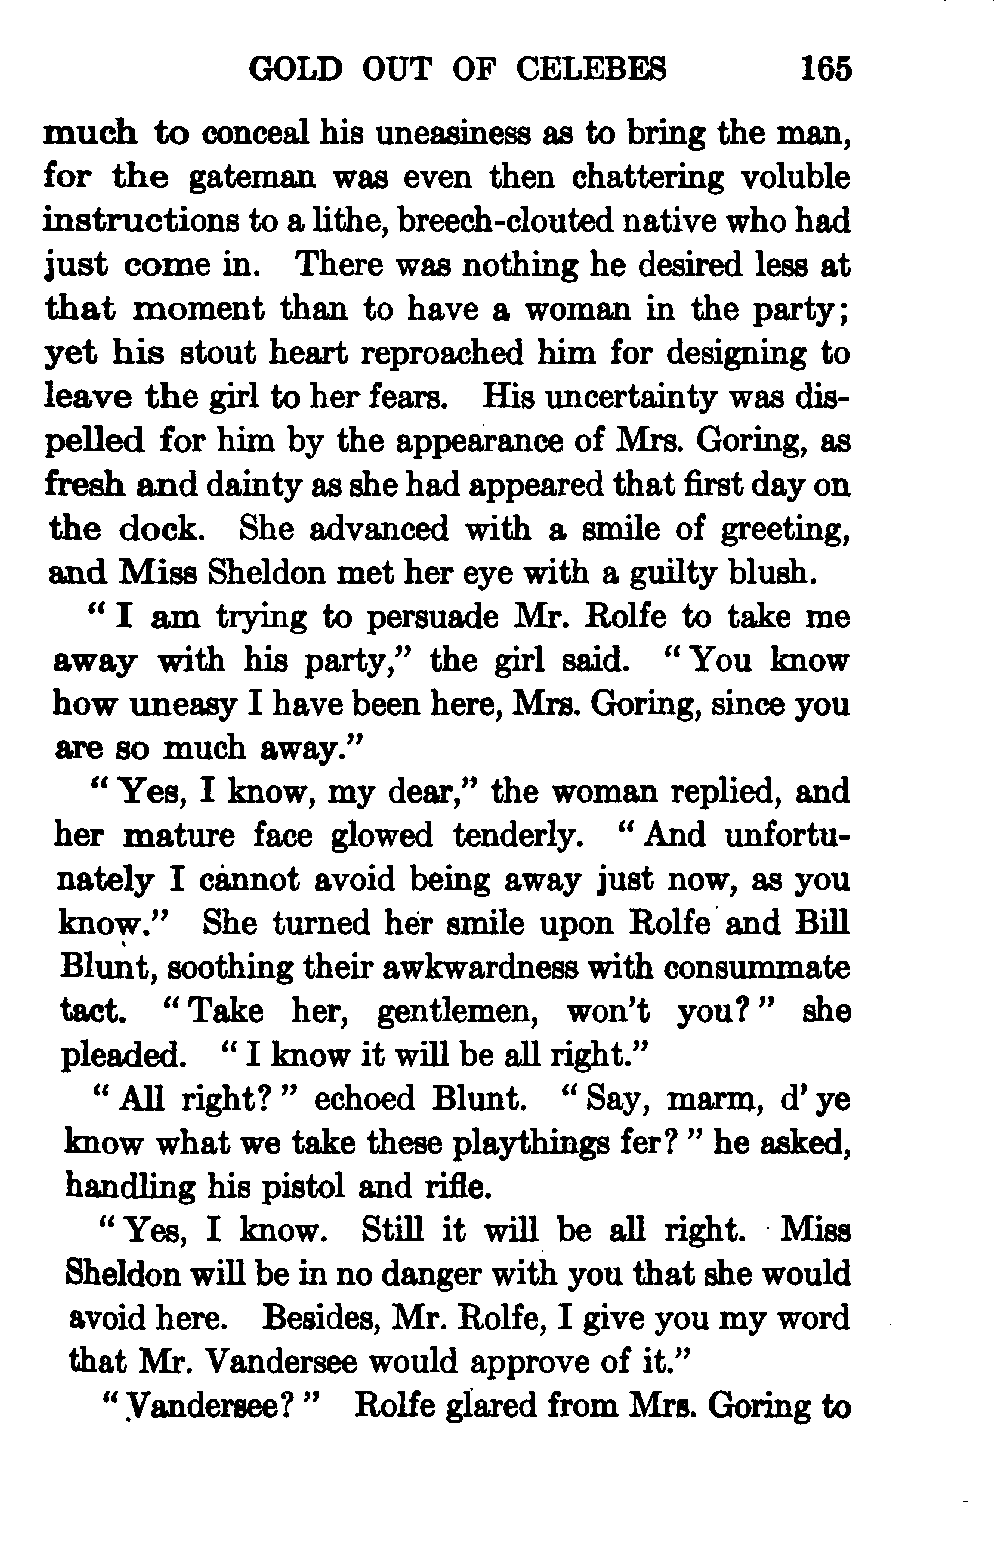 GOLD OUT OF CELEBES 165
much to conceal his uneasiness as to bring the man,
for the gateman was even then chattering voluble
instructions to a lithe, breech-clouted native who had
just come in. There was nothing he desired less at
that moment than to have a woman in the party;
yet his stout heart reproached him for designing to
leave the girl to her fears. His uncertainty was dis-
pelled for him by the appearance of Mrs. Goring, as
fresh and dainty as she had appeared that first day on
the dock. She advanced with a smile of greeting,
and Miss Sheldon met her eye with a guilty blush.
“ I am trying to persuade Mr. Rolfe to take me
away with his party,” the girl said. “ You know
how uneasy I have been here, Mrs. Goring, since you
are so much away.”
“ Yes, I know, my dear,” the woman replied, and
her mature face glowed tenderly. “ And unfortu-
nately I cannot avoid being away just now, as you
know.” She turned her smile upon Rolfe and Bill
Blunt, soothing their awkwardness with consummate
tact. “ Take her, gentlemen, won't you? ” she
pleaded. “ I know it will be all right.”
“ All right? ” echoed Blunt. “ Say, marm, d' ye
know what we take these playthings fer? ” he asked,
handling his pistol and rifle.
“ Yes, I know. Still it will be all right. Miss
Sheldon will be in no danger with you that she would
avoid here. Besides, Mr. Rolfe, I give you my word
that Mr. Vandersee would approve of it.”
“ Vandersee? ” Rolfe glared from Mrs. Goring to